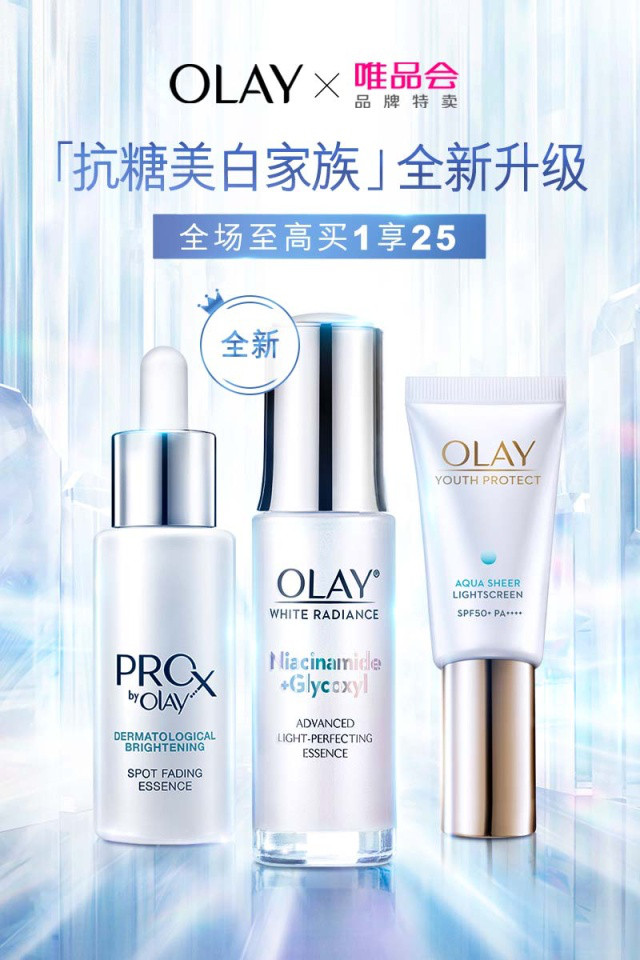 OLAY × 唯品会
品牌特卖
「抗糖美白家族」全新升级
全场至高买1享25
全新
PROX
by OLAY
DERMATOLOGICAL
BRIGHTENING
SPOT FADING
ESSENCE
OLAY®
WHITE RADIANCE
Niacinamide
+Glycoxyl
ADVANCED
LIGHT-PERFECTING
ESSENCE
OLAY
YOUTH PROTECT
AQUA SHEER
LIGHTSCREEN
SPF50+ PA++++